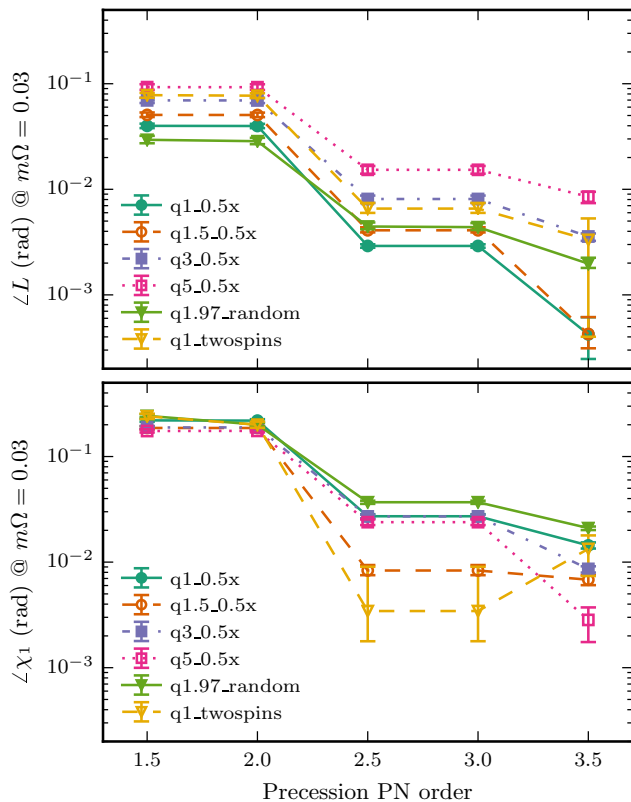 10⁻¹
10⁻²
10⁻³
∠L (rad) @ mΩ = 0.03
q1_0.5x
q1.5_0.5x
q3_0.5x
q5_0.5x
q1.97_random
q1_twospins
10⁻¹
10⁻²
10⁻³
∠χ₁ (rad) @ mΩ = 0.03
q1_0.5x
q1.5_0.5x
q3_0.5x
q5_0.5x
q1.97_random
q1_twospins
1.5 2.0 2.5 3.0 3.5
Precession PN order